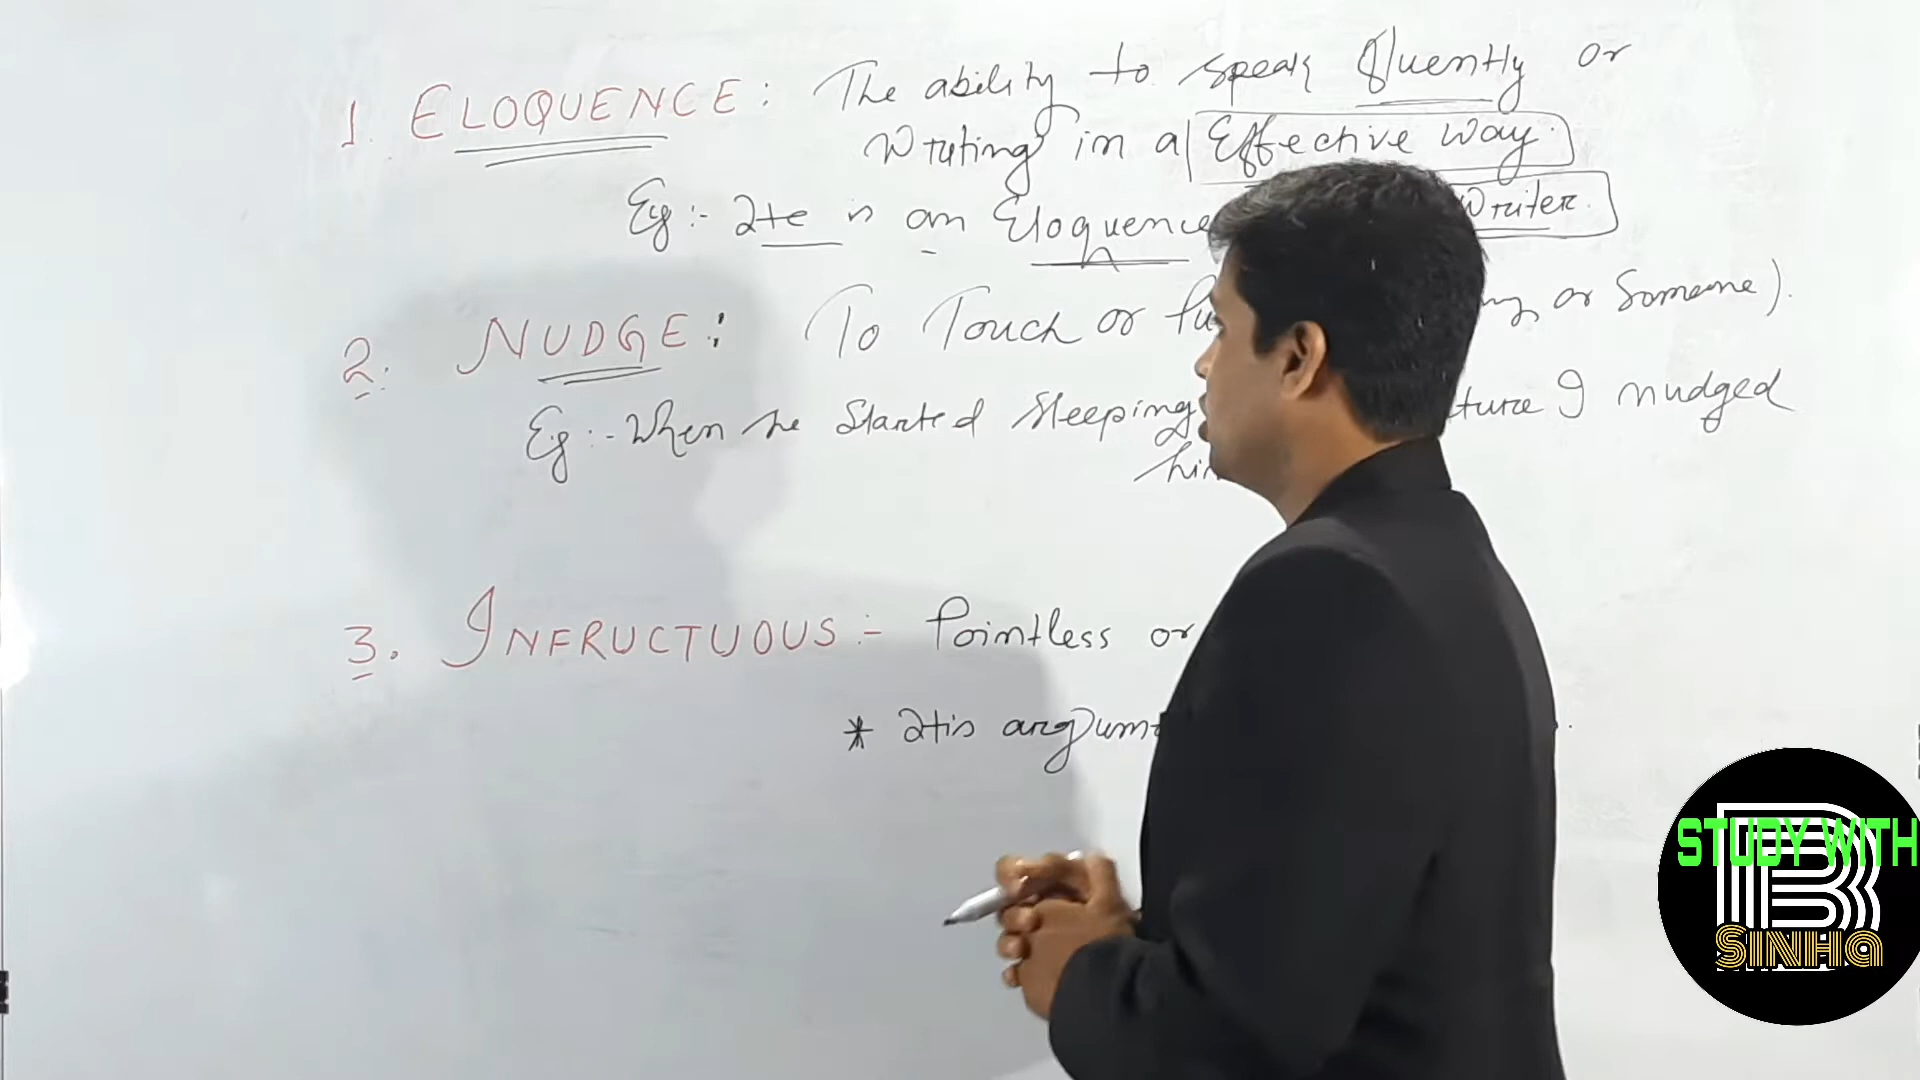 1. ELOQUENCE: The ability to speak fluently or
Writing in a Effective way.
Eg:- He is an Eloquence Writer.
2. NUDGE: To Touch or or Someone).
Eg:- When he started sleeping I nudged
3. INFRUCTUOUS:- Pointless or
* His
STUDY WITH
B
SINHA